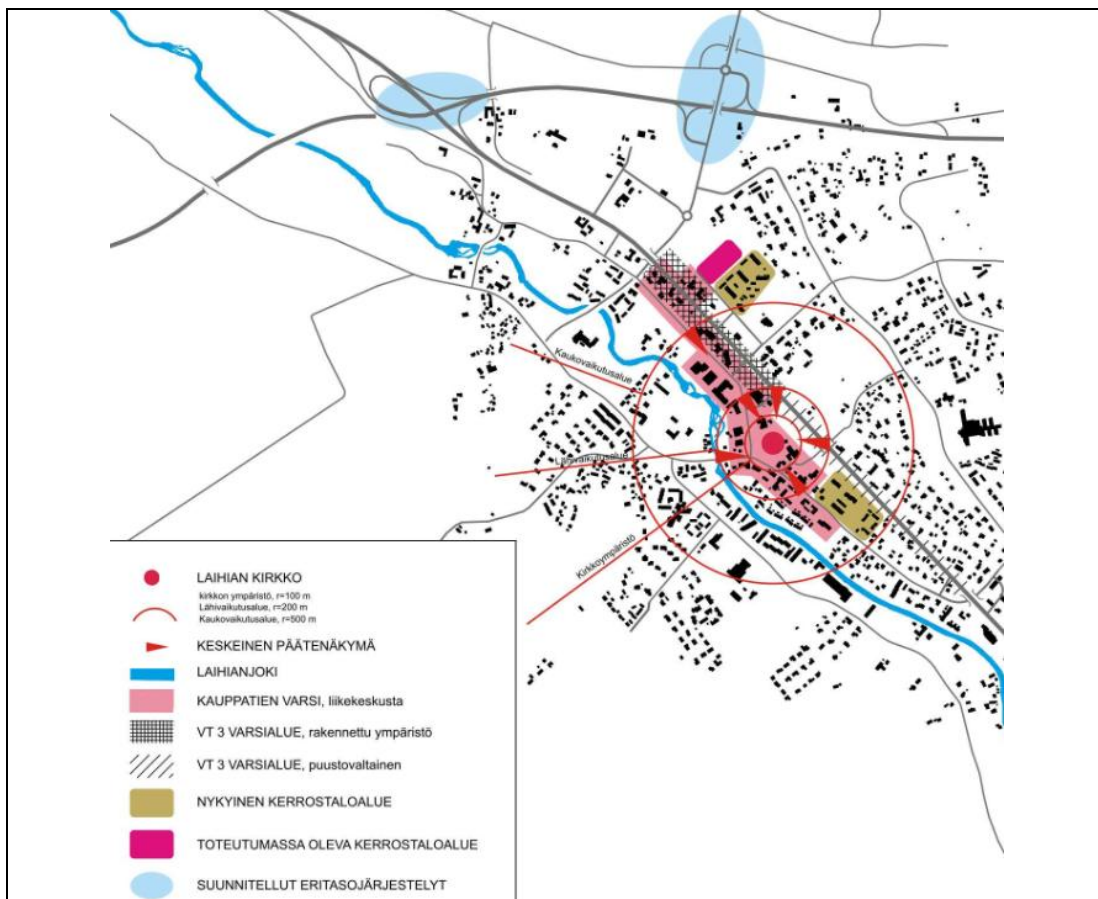 Kaukovaikutusalue
Lähivaikutusalue
Kirkkoympäristö
LAIHIAN KIRKKO
kirkkon ympäristö, r=100 m
Lähivaikutusalue, r=200 m
Kaukovaikutusalue, r=500 m
KESKEINEN PÄÄTENÄKYMÄ
LAIHIANJOKI
KAUPPATIEN VARSI, liikekeskusta
VT 3 VARSIALUE, rakennettu ympäristö
VT 3 VARSIALUE, puustovaltainen
NYKYINEN KERROSTALOALUE
TOTEUTUMASSA OLEVA KERROSTALOALUE
SUUNNITELLUT ERITASOJÄRJESTELYT